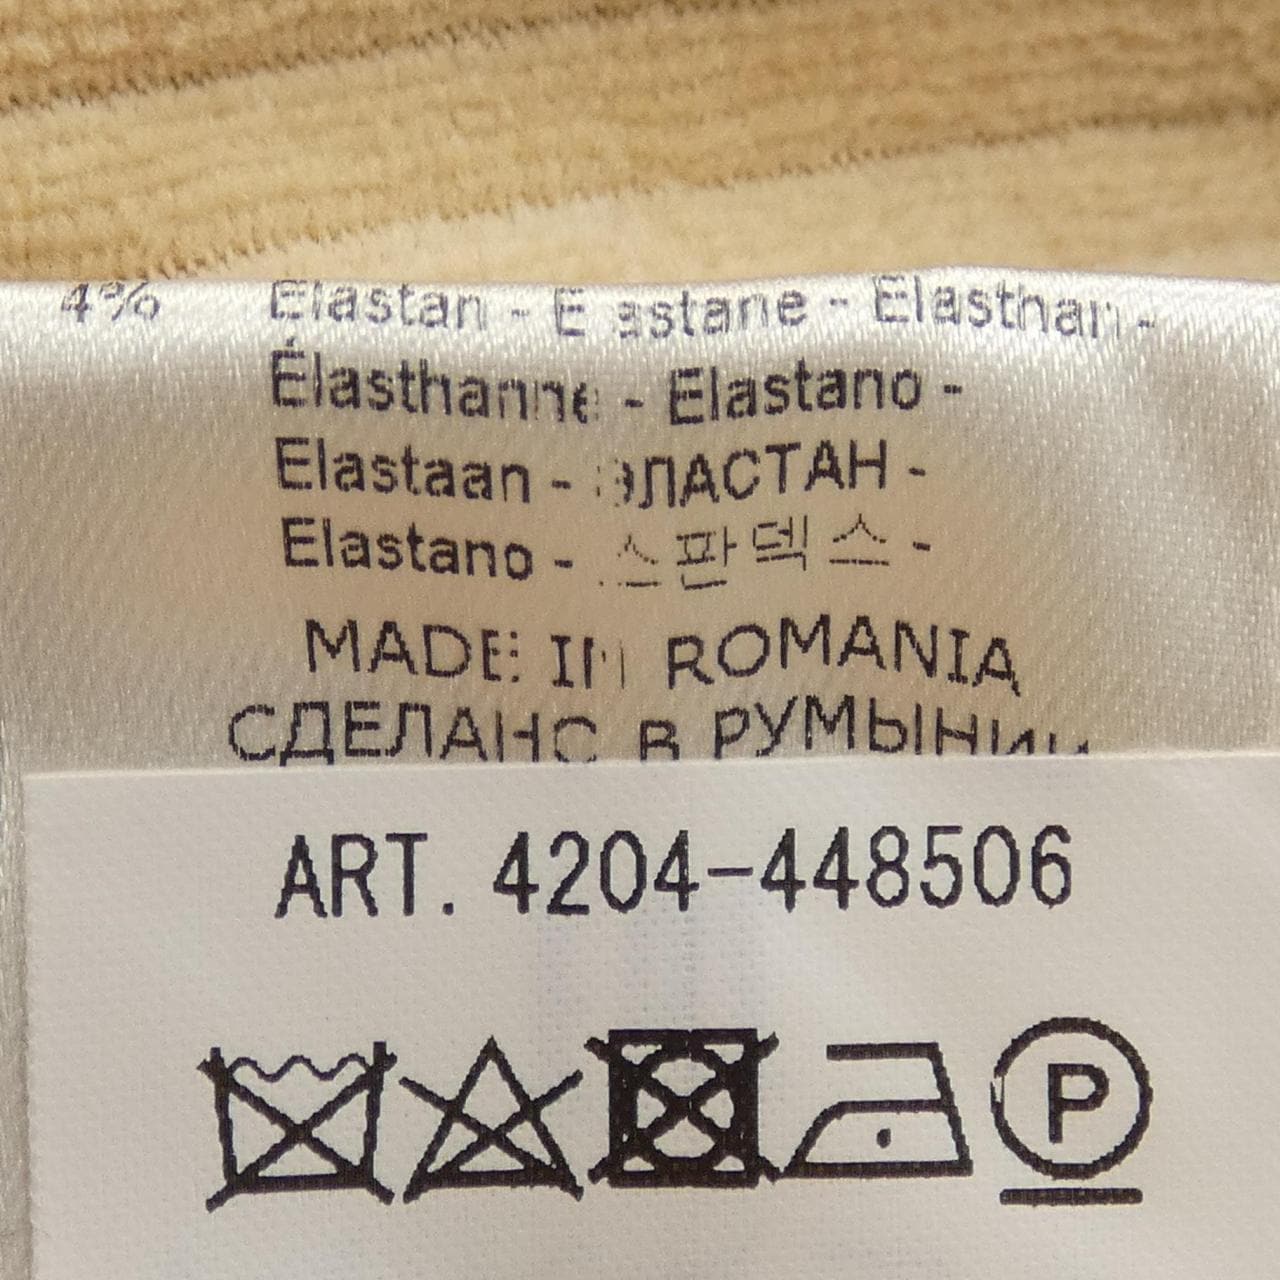 4% Elastan - Elastane - Elasthan -
Élasthanne - Elastano -
Elastaan - ЭЛАСТАН -
Elastano - 스판덱스 -
MADE IN ROMANIA
СДЕЛАНО В РУМЫНИИ
ART. 4204-448506
P